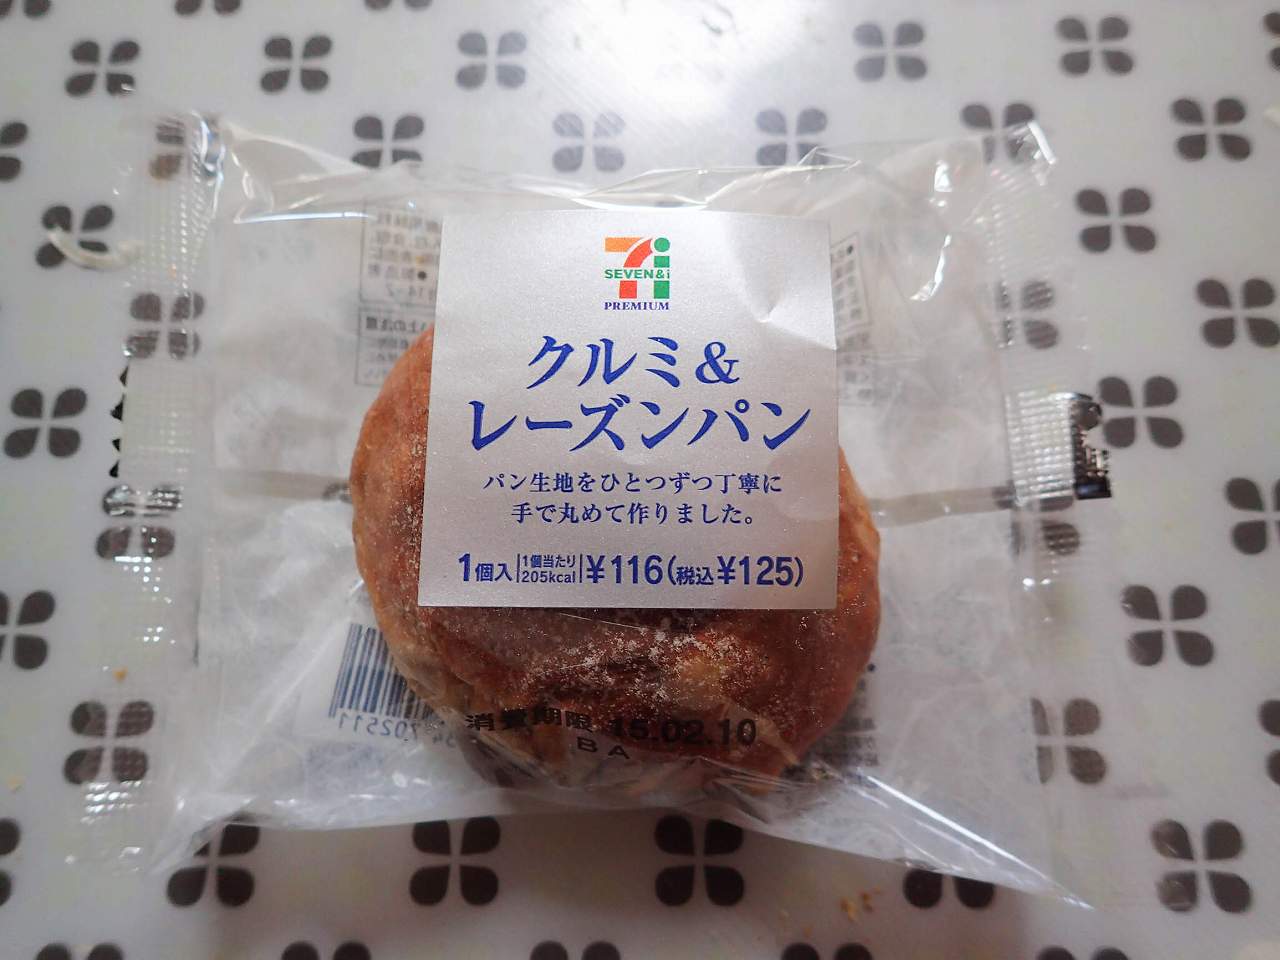 SEVEN&i
PREMIUM
クルミ&
レーズンパン
パン生地をひとつずつ丁寧に
手で丸めて作りました。
1個入 1個当たり 205kcal ¥116(税込¥125)
消費期限 15.02.10
BA